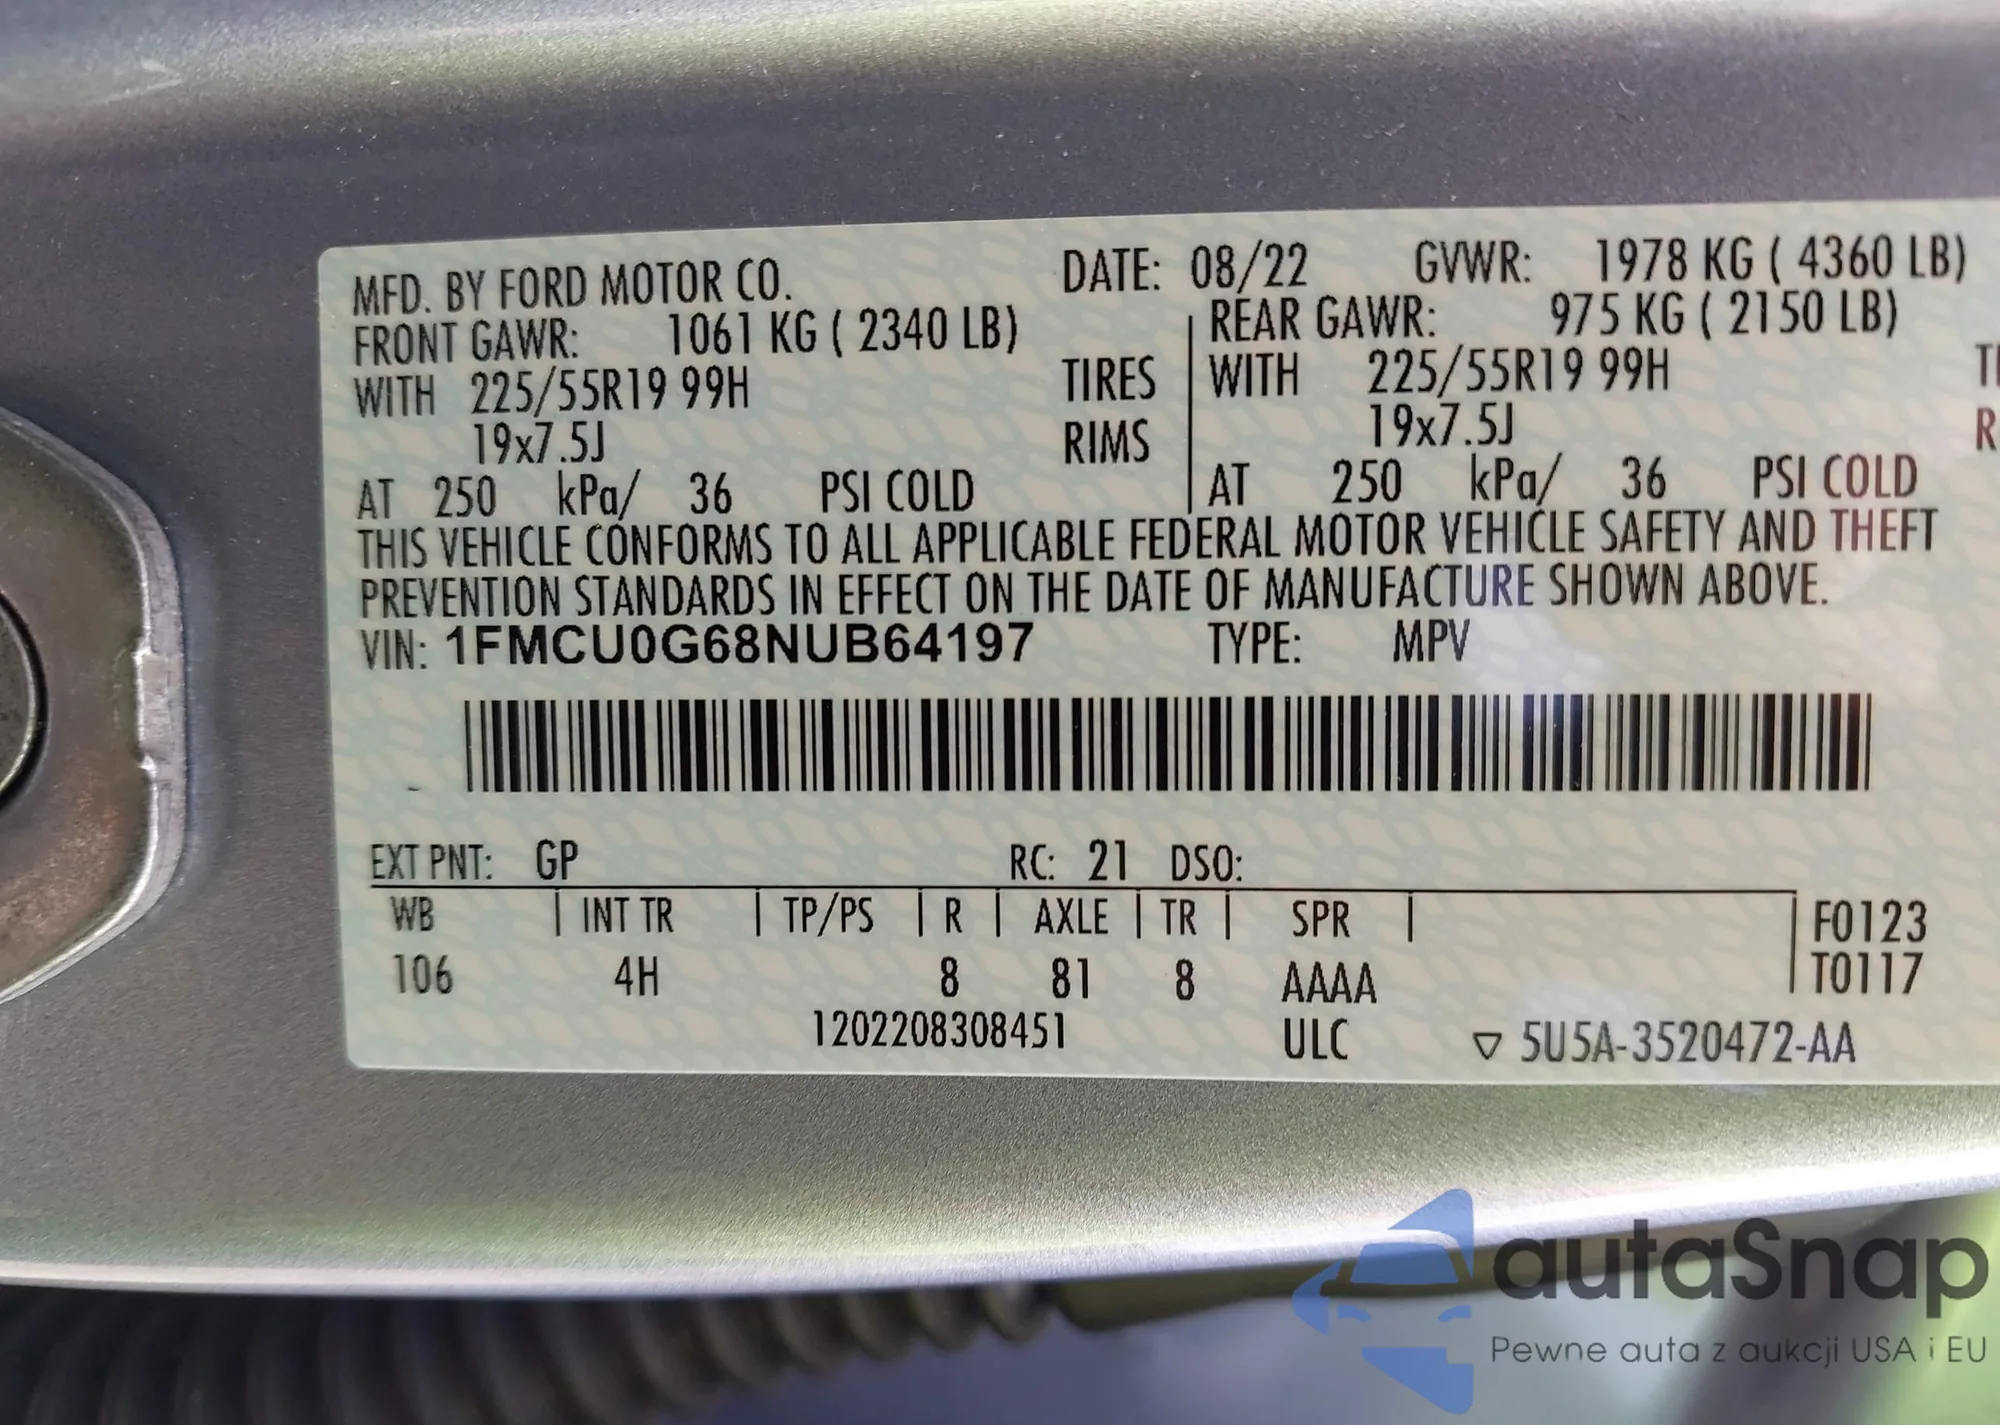 MFD. BY FORD MOTOR CO. DATE: 08/22 GVWR: 1978 KG ( 4360 LB)
FRONT GAWR: 1061 KG ( 2340 LB) REAR GAWR: 975 KG ( 2150 LB)
WITH 225/55R19 99H TIRES WITH 225/55R19 99H
19x7.5J RIMS 19x7.5J
AT 250 kPa/ 36 PSI COLD AT 250 kPa/ 36 PSI COLD
THIS VEHICLE CONFORMS TO ALL APPLICABLE FEDERAL MOTOR VEHICLE SAFETY AND THEFT
PREVENTION STANDARDS IN EFFECT ON THE DATE OF MANUFACTURE SHOWN ABOVE.
VIN: 1FMCU0G68NUB64197 TYPE: MPV
EXT PNT: GP RC: 21 DSO:
WB | INT TR | TP/PS | R | AXLE | TR | SPR | F0123
106 4H 8 81 8 AAAA T0117
1202208308451 ULC ▽ 5U5A-3520472-AA
autaSnap
Pewne auta z aukcji USA i EU